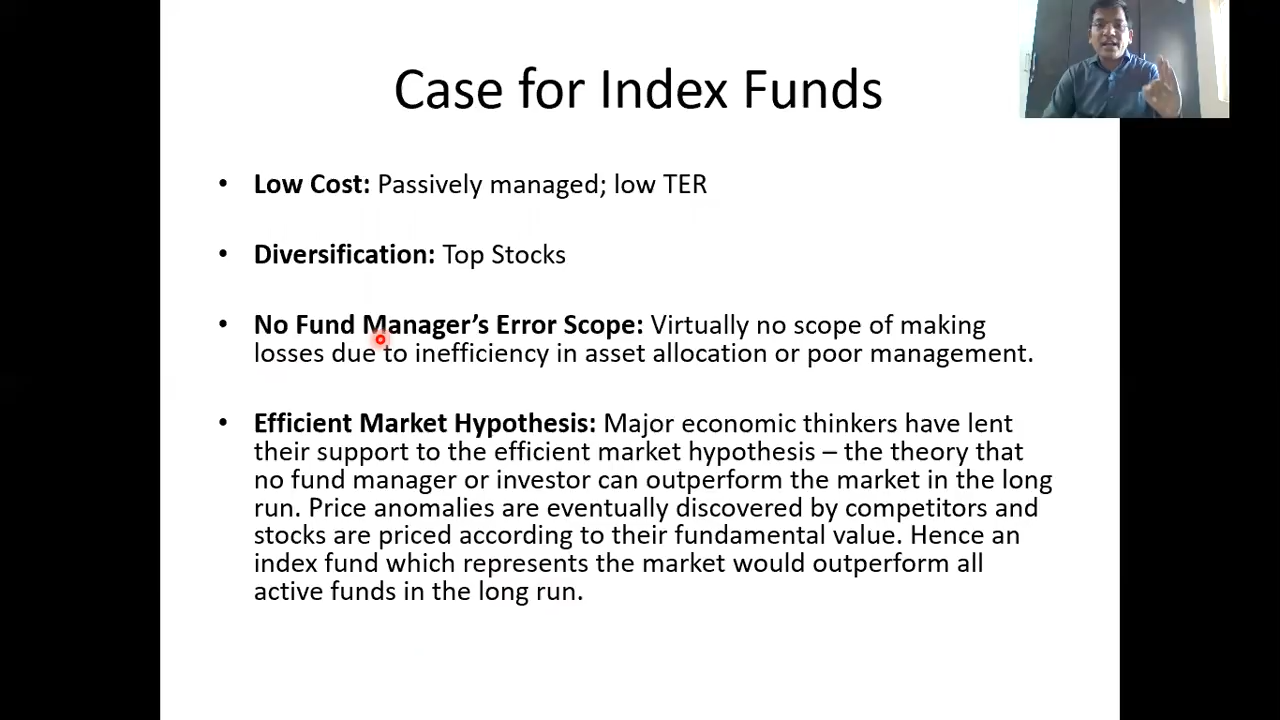 Case for Index Funds
• Low Cost: Passively managed; low TER
• Diversification: Top Stocks
• No Fund Manager’s Error Scope: Virtually no scope of making
losses due to inefficiency in asset allocation or poor management.
• Efficient Market Hypothesis: Major economic thinkers have lent
their support to the efficient market hypothesis – the theory that
no fund manager or investor can outperform the market in the long
run. Price anomalies are eventually discovered by competitors and
stocks are priced according to their fundamental value. Hence an
index fund which represents the market would outperform all
active funds in the long run.